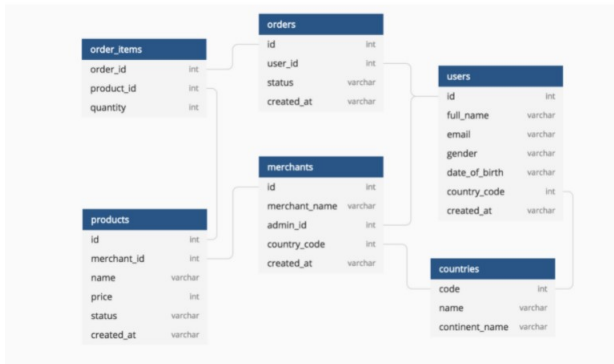 orders
id int
user_id int
status varchar
created_at varchar
order_items
order_id int
product_id int
quantity int
users
id int
full_name varchar
email varchar
gender varchar
date_of_birth varchar
country_code int
created_at varchar
merchants
id int
merchant_name varchar
admin_id int
country_code int
created_at varchar
products
id int
merchant_id int
name varchar
price int
status varchar
created_at varchar
countries
code int
name varchar
continent_name varchar